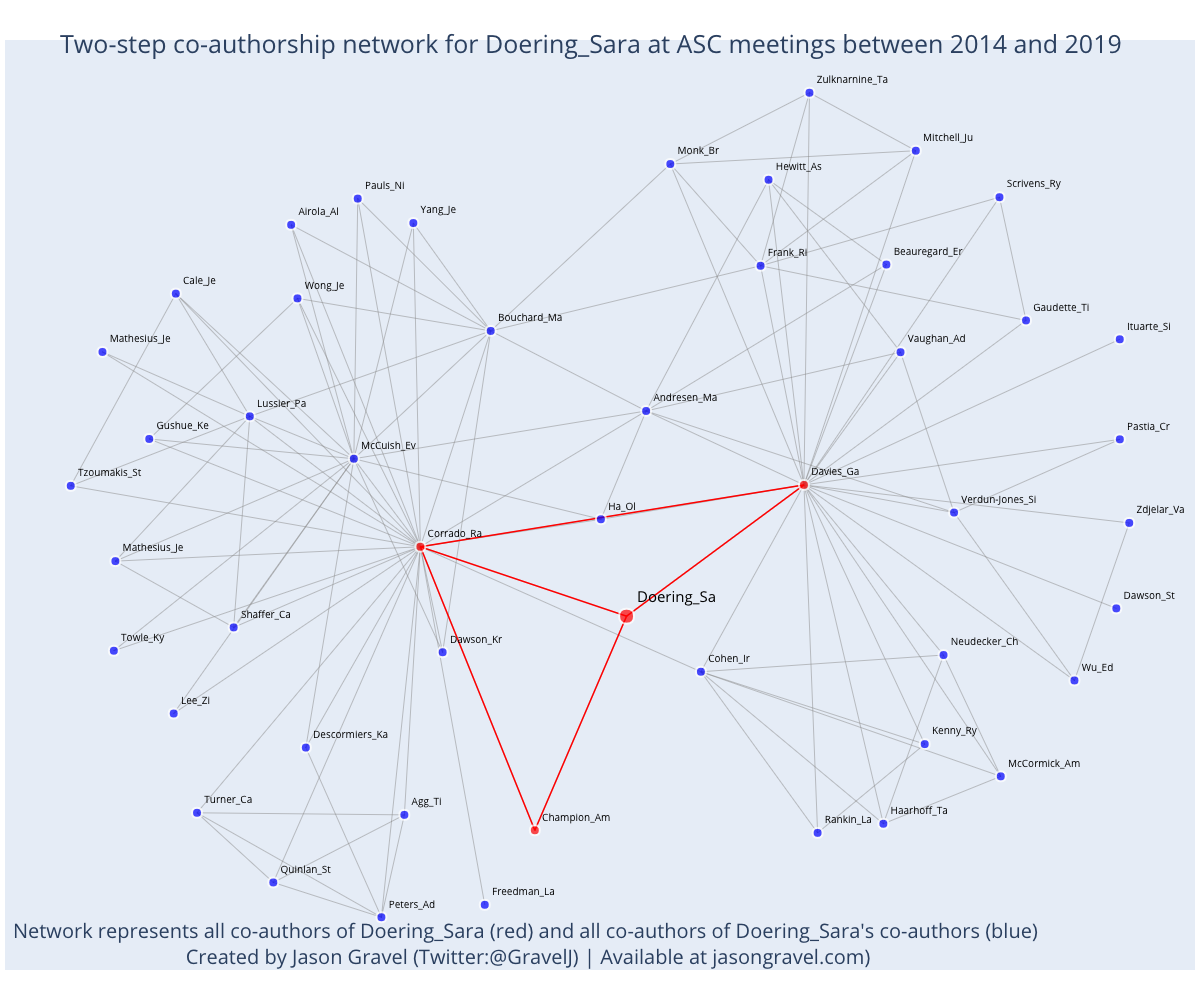 Two-step co-authorship network for Doering_Sara at ASC meetings between 2014 and 2019
Zulknarnine_Ta
Mitchell_Ju
Monk_Br
Hewitt_As
Scrivens_Ry
Pauls_Ni
Airola_Al
Yang_Je
Frank_Ri
Beauregard_Er
Cale_Je
Wong_Je
Gaudette_Ti
Bouchard_Ma
Ituarte_Si
Mathesius_Je
Vaughan_Ad
Lussier_Pa
Andresen_Ma
Gushue_Ke
Pastia_Cr
McCuish_Ev
Tzoumakis_St
Davies_Ga
Verdun-Jones_Si
Ha_Ol
Zdjelar_Va
Corrado_Ra
Mathesius_Je
Doering_Sa
Dawson_St
Shaffer_Ca
Towle_Ky
Dawson_Kr
Neudecker_Ch
Cohen_Ir
Wu_Ed
Lee_Zi
Descormiers_Ka
Kenny_Ry
McCormick_Am
Turner_Ca
Agg_Ti
Champion_Am
Rankin_La
Haarhoff_Ta
Quinlan_St
Freedman_La
Peters_Ad
Network represents all co-authors of Doering_Sara (red) and all co-authors of Doering_Sara's co-authors (blue)
Created by Jason Gravel (Twitter:@GravelJ) | Available at jasongravel.com)